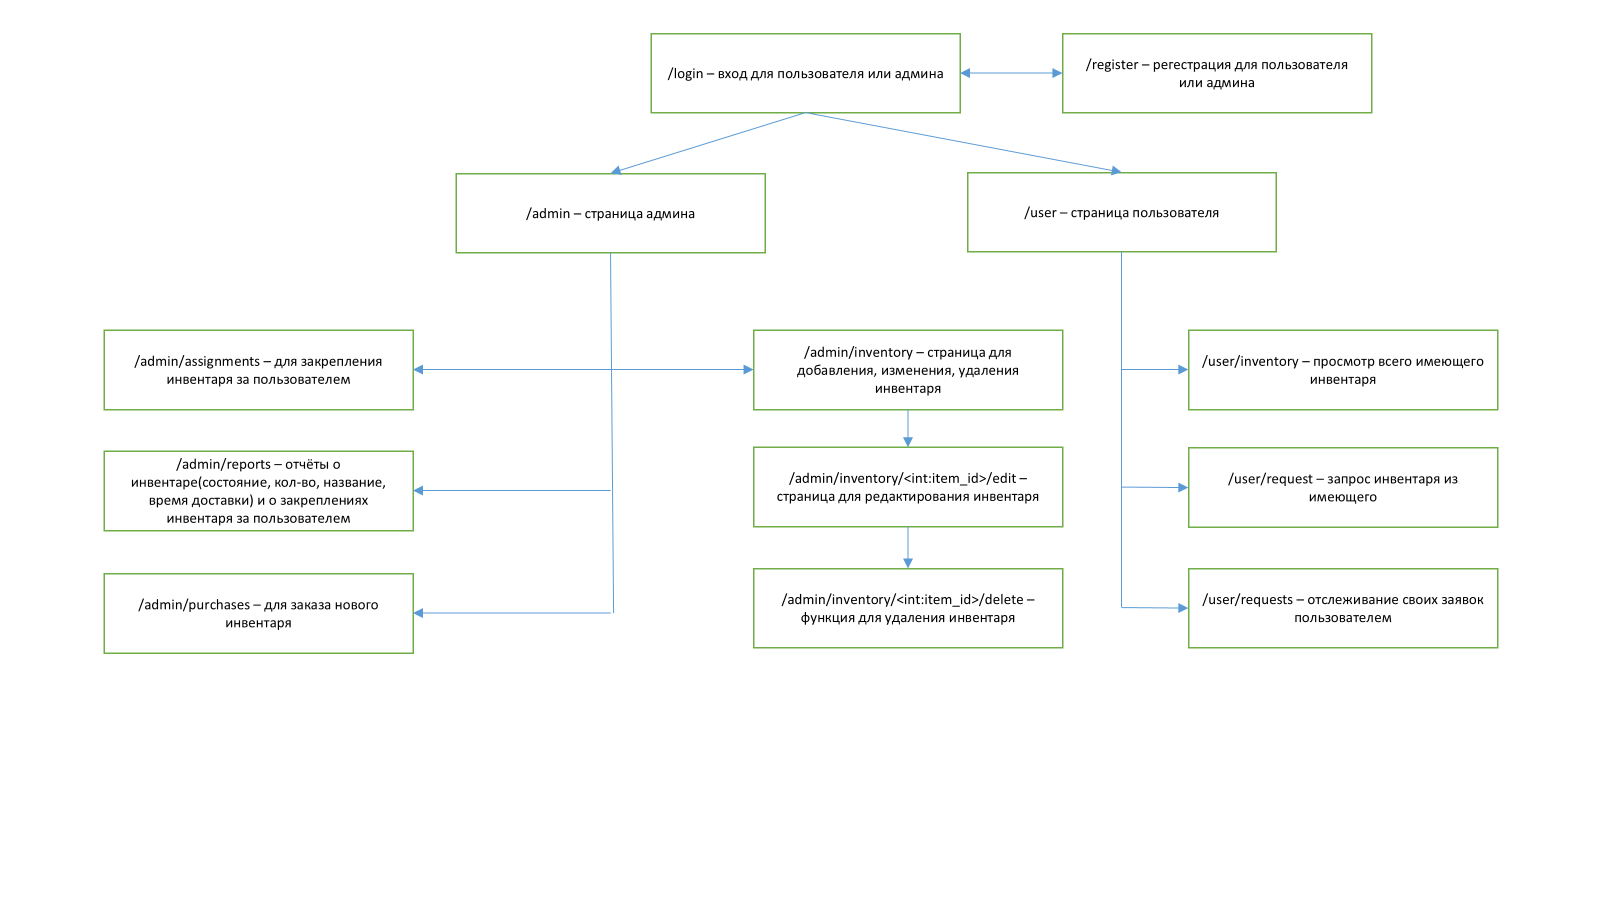 /login – вход для пользователя или админа
/register – регестрация для пользователя
или админа
/admin – страница админа
/user – страница пользователя
/admin/assignments – для закрепления
инвентаря за пользователем
/admin/inventory – страница для
добавления, изменения, удаления
инвентаря
/user/inventory – просмотр всего имеющего
инвентаря
/admin/reports – отчёты о
инвентаре(состояние, кол-во, название,
время доставки) и о закреплениях
инвентаря за пользователем
/admin/inventory/<int:item_id>/edit –
страница для редактирования инвентаря
/user/request – запрос инвентаря из
имеющего
/admin/purchases – для заказа нового
инвентаря
/admin/inventory/<int:item_id>/delete –
функция для удаления инвентаря
/user/requests – отслеживание своих заявок
пользователем